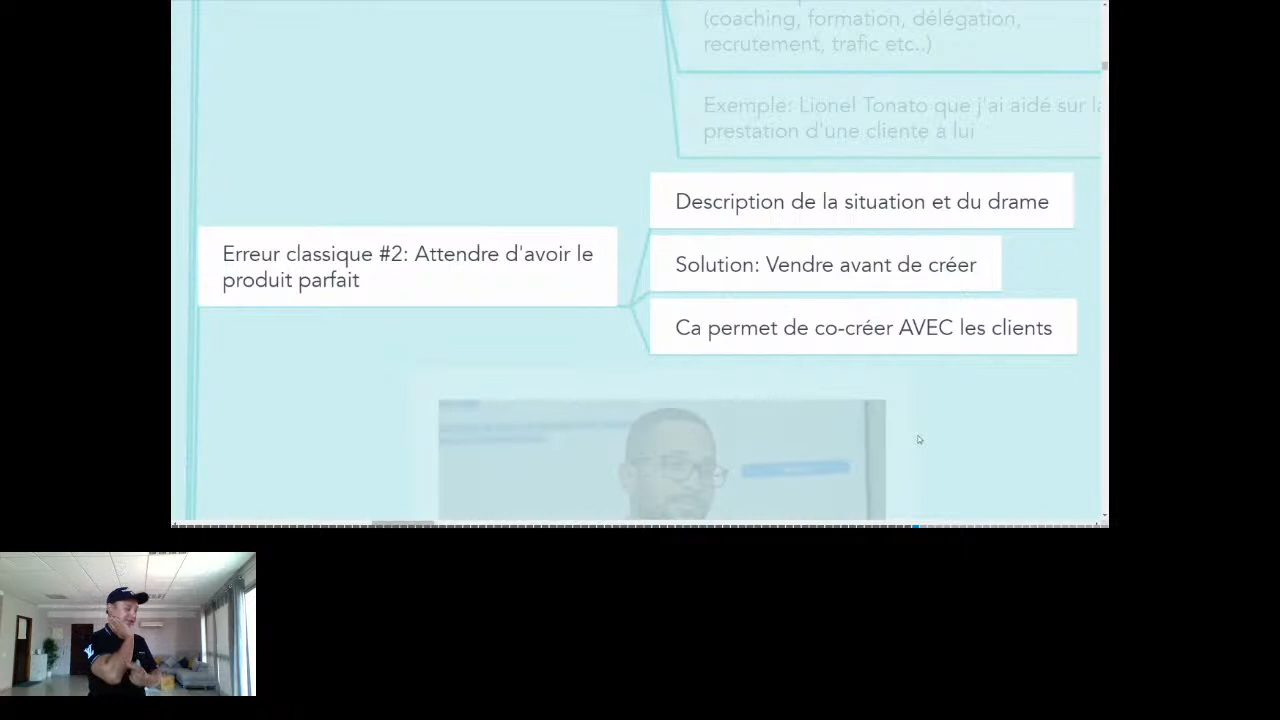 (coaching, formation, délégation,
recrutement, trafic etc..)
Exemple: Lionel Tonato que j'ai aidé sur la
prestation d'une cliente à lui
Description de la situation et du drame
Erreur classique #2: Attendre d'avoir le
produit parfait
Solution: Vendre avant de créer
Ca permet de co-créer AVEC les clients